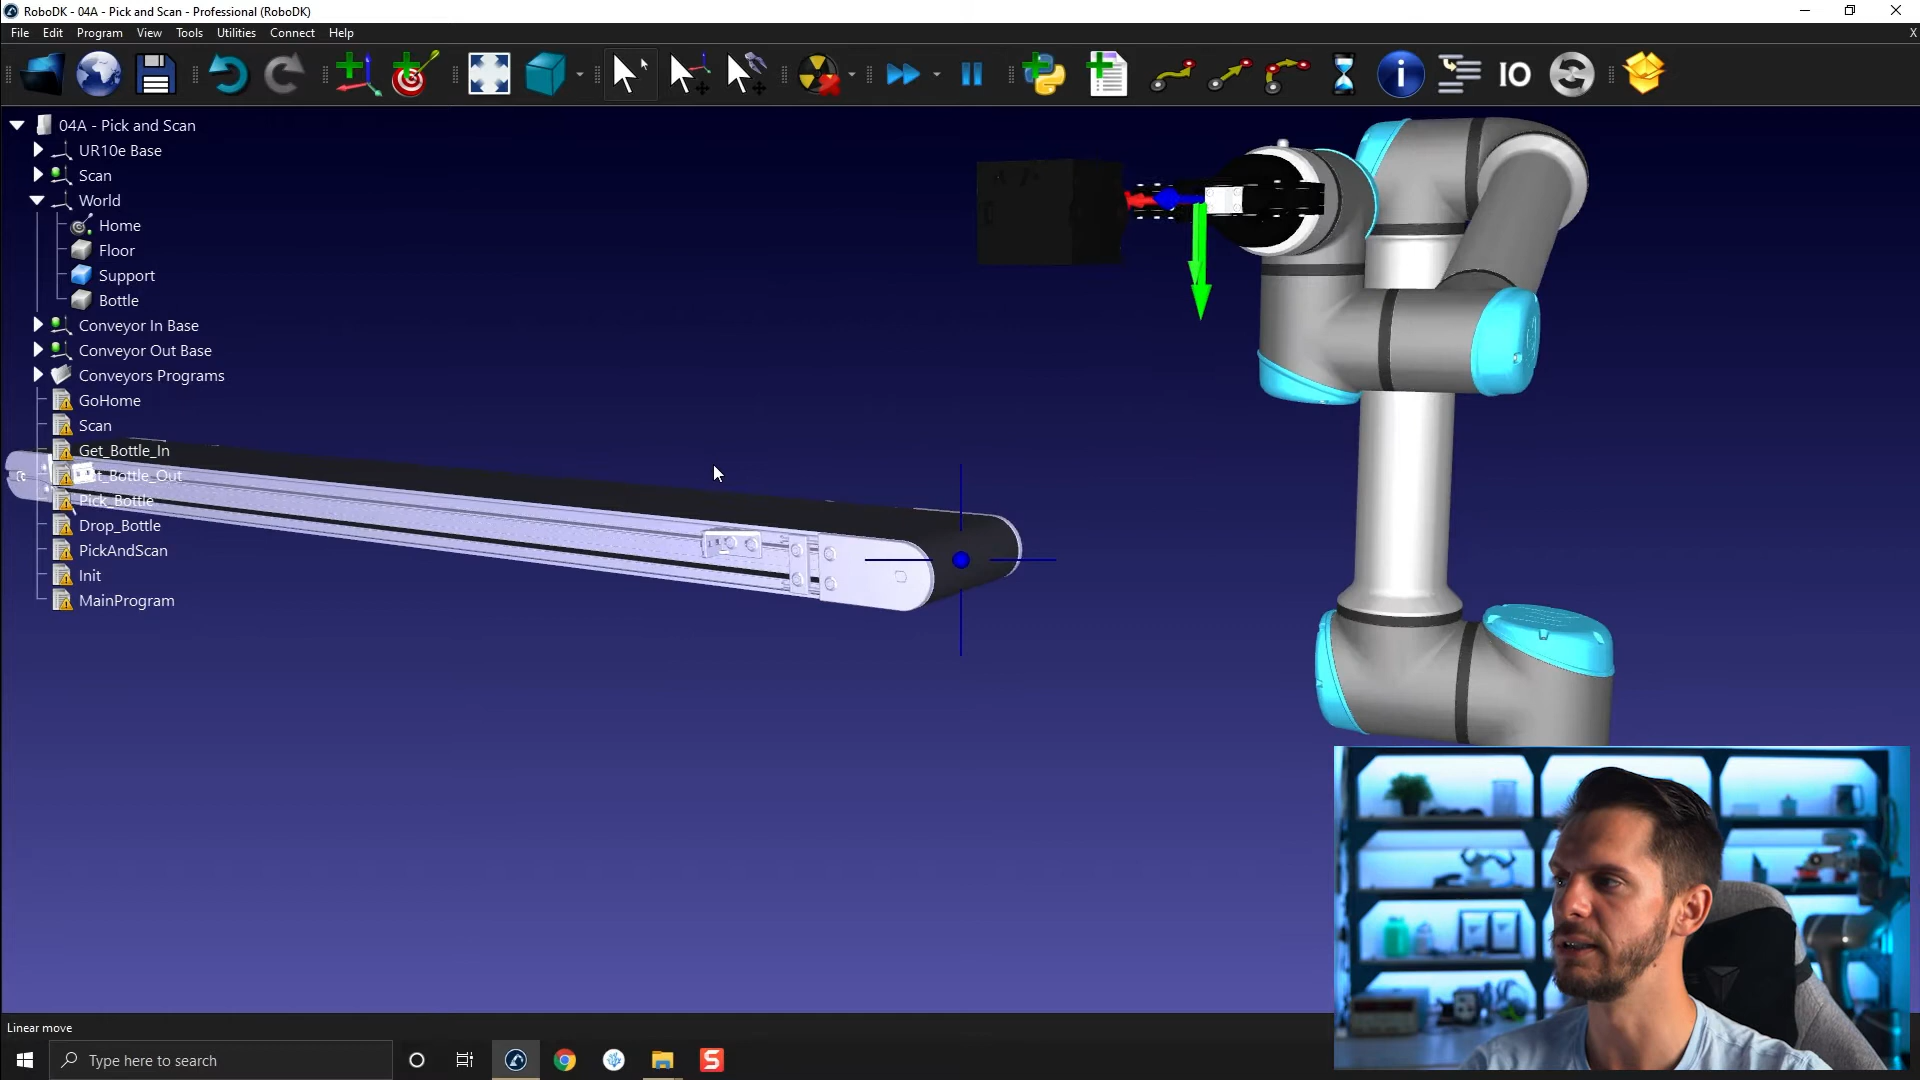 RoboDK - 04A - Pick and Scan - Professional (RoboDK)
File Edit Program View Tools Utilities Connect Help X
IO
04A - Pick and Scan
UR10e Base
Scan
World
Home
Floor
Support
Bottle
Conveyor In Base
Conveyor Out Base
Conveyors Programs
GoHome
Scan
Get_Bottle_In
t_Bottle_Out
Pick_Bottle
Drop_Bottle
PickAndScan
Init
MainProgram
Linear move
Type here to search